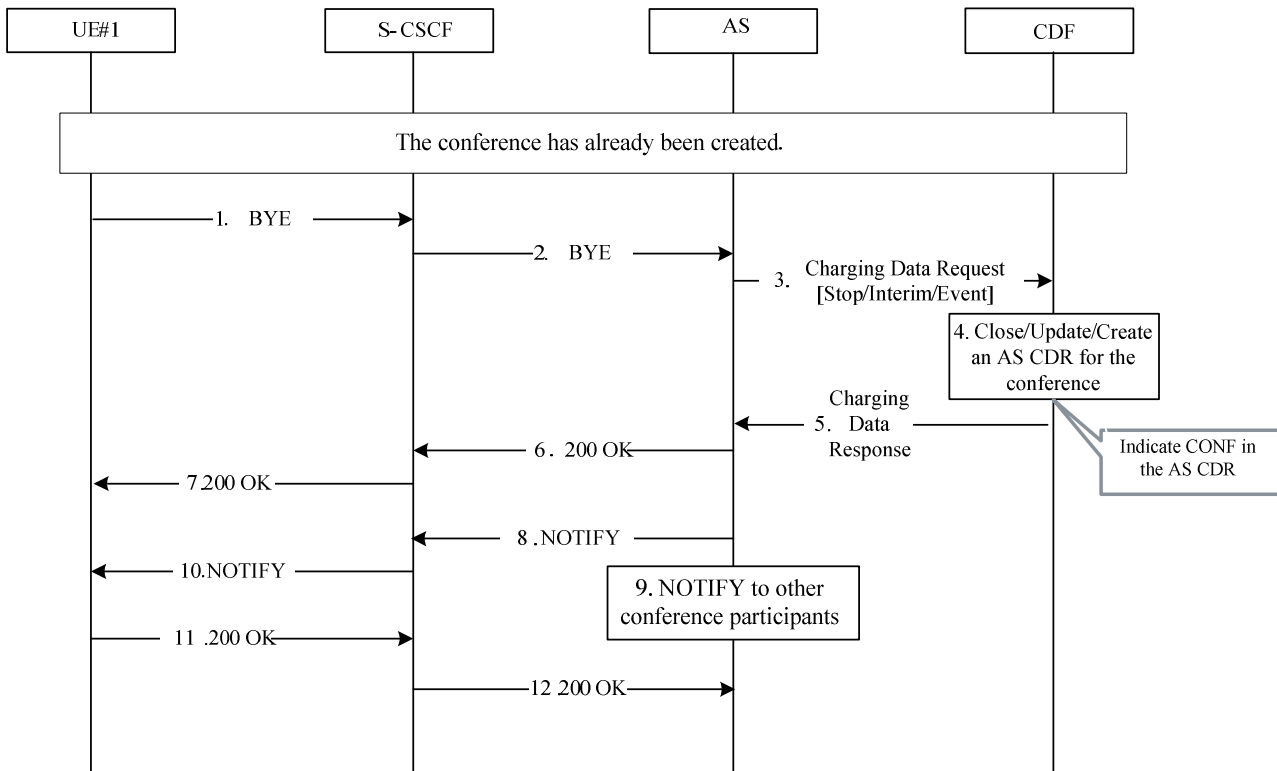 UE#1
S-CSCF
AS
CDF
The conference has already been created.
1. BYE
2. BYE
3. Charging Data Request
[Stop/Interim/Event]
4. Close/Update/Create
an AS CDR for the
conference
Charging
5. Data
Response
Indicate CONF in
the AS CDR
6. 200 OK
7.200 OK
8.NOTIFY
10.NOTIFY
9. NOTIFY to other
conference participants
11 .200 OK
12.200 OK